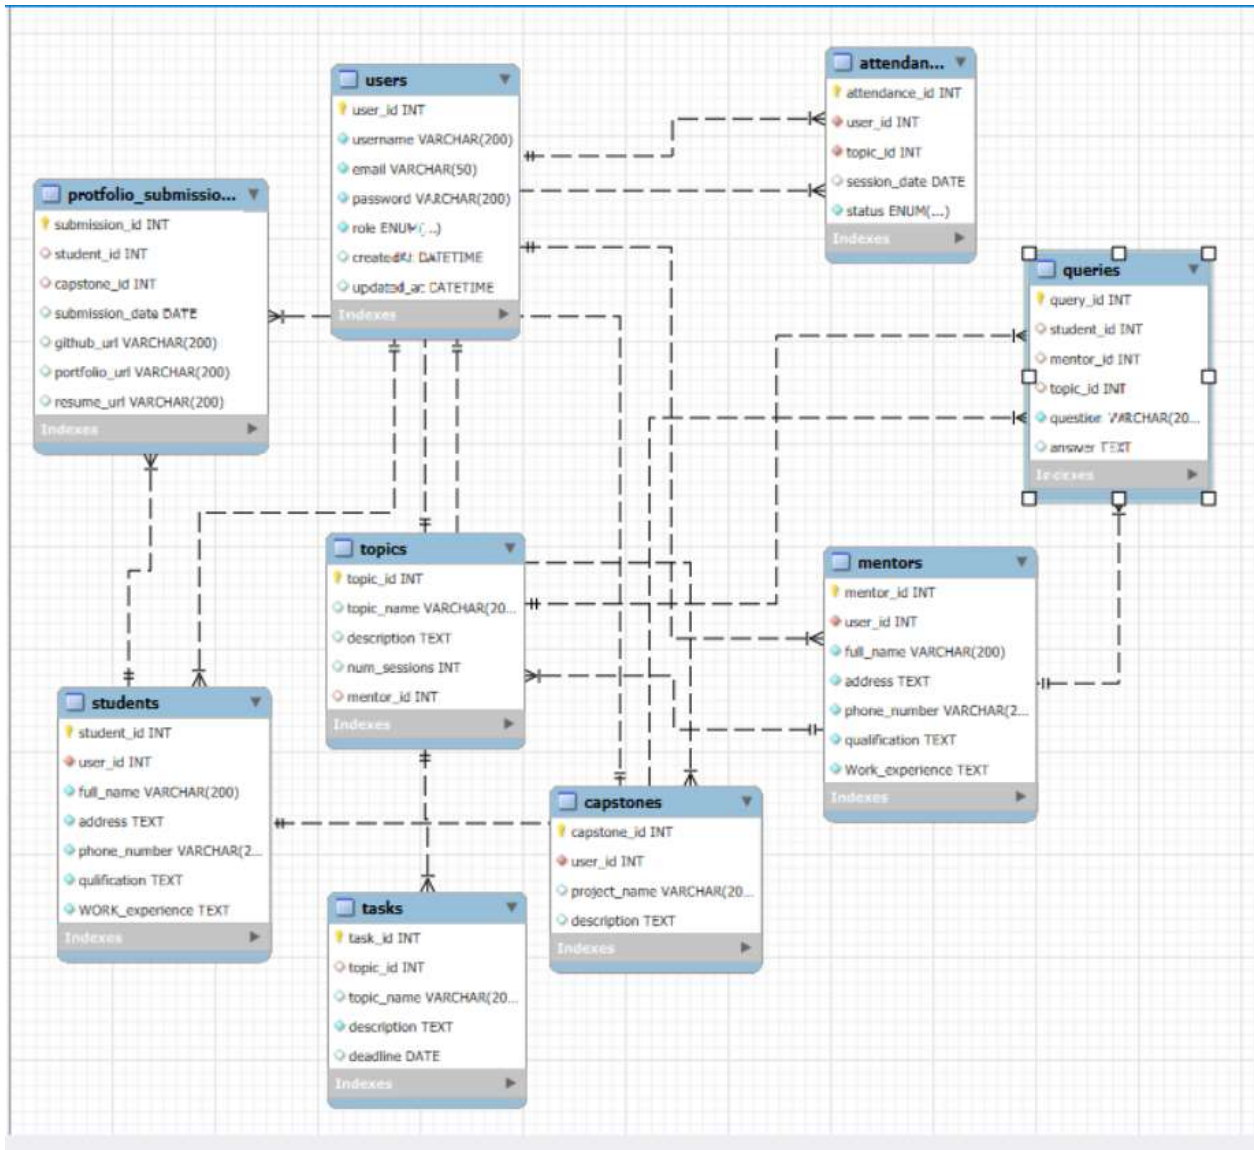 users
user_id INT
username VARCHAR(200)
email VARCHAR(50)
password VARCHAR(200)
role ENUM(...)
DATETIME
Indexes
attendan...
attendance_id INT
user_id INT
topic_id INT
session_date DATE
status ENUM(...)
Indexes
protfolio_submissio...
submission_id INT
student_id INT
capstone_id INT
submission_date DATE
github_url VARCHAR(200)
portfolio_url VARCHAR(200)
resume_url VARCHAR(200)
Indexes
queries
query_id INT
student_id INT
mentor_id INT
topic_id INT
question VARCHAR(20...
answer TEXT
Indexes
topics
topic_id INT
topic_name VARCHAR(20...
description TEXT
num_sessions INT
mentor_id INT
Indexes
mentors
mentor_id INT
user_id INT
full_name VARCHAR(200)
address TEXT
phone_number VARCHAR(2...
qualification TEXT
Work_experience TEXT
Indexes
students
student_id INT
user_id INT
full_name VARCHAR(200)
address TEXT
phone_number VARCHAR(2...
qulification TEXT
WORK_experience TEXT
Indexes
capstones
capstone_id INT
user_id INT
project_name VARCHAR(20...
description TEXT
Indexes
tasks
task_id INT
topic_id INT
topic_name VARCHAR(20...
description TEXT
deadline DATE
Indexes